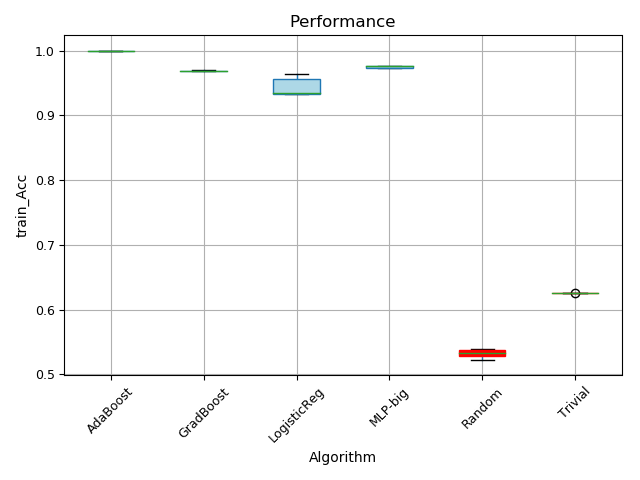 Performance
1.0
0.9
0.8
0.7
0.6
0.5
train_Acc
AdaBoost
GradBoost
LogisticReg
MLP-big
Random
Trivial
Algorithm